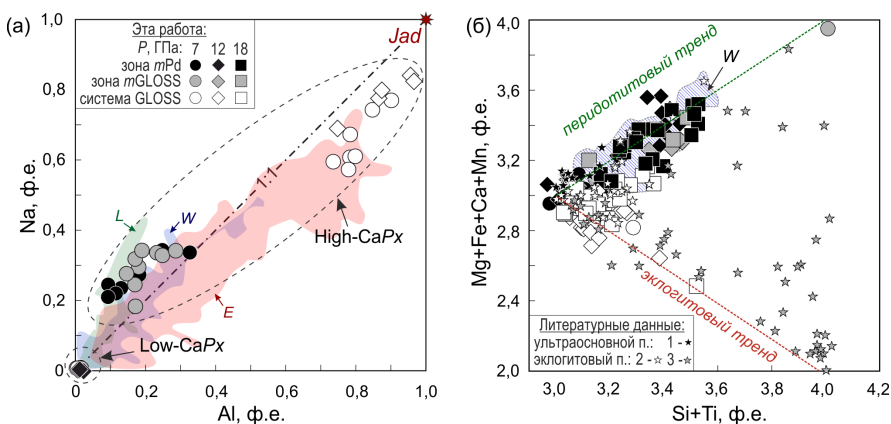 (а)
Эта работа:
P, ГПа: 7 12 18
зона mPd
зона mGLOSS
система GLOSS
Jad
1,0
0,8
0,6
0,4
0,2
0
Na, ф.е.
L
W
E
1:1
High-CaPx
Low-CaPx
0 0,2 0,4 0,6 0,8 1,0
Al, ф.е.
(б)
4,0
3,6
3,2
2,8
2,4
2,0
Mg+Fe+Ca+Mn, ф.е.
перидотитовый тренд
W
эклогитовый тренд
Литературные данные:
ультраосновной п.: 1 -
эклогитовый п.: 2 - 3 -
3,0 3,2 3,4 3,6 3,8 4,0 4,2
Si+Ti, ф.е.